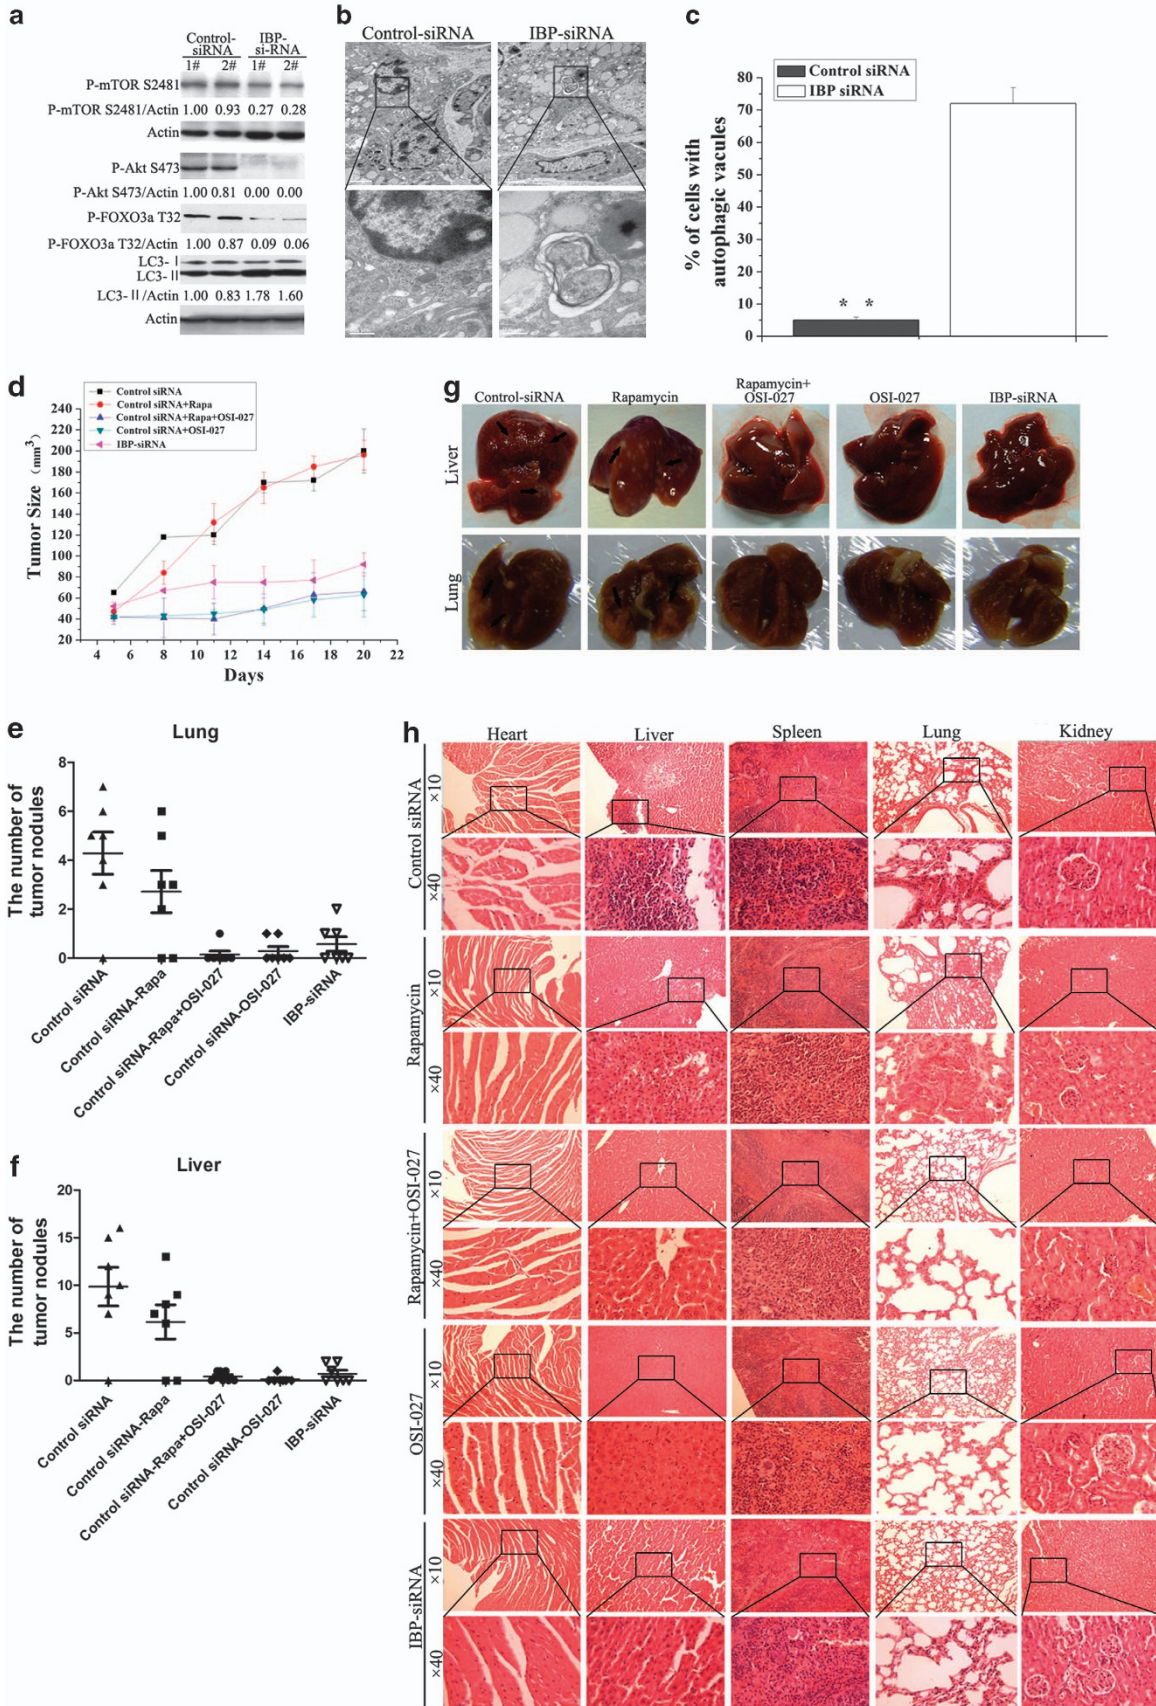 a
Control-
siRNA
IBP-
si-RNA
1# 2# 1# 2#
P-mTOR S2481
P-mTOR S2481/Actin 1.00 0.93 0.27 0.28
Actin
P-Akt S473
P-Akt S473/Actin 1.00 0.81 0.00 0.00
P-FOXO3a T32
P-FOXO3a T32/Actin 1.00 0.87 0.09 0.06
LC3- I
LC3- II
LC3- II/Actin 1.00 0.83 1.78 1.60
Actin
b
Control-siRNA IBP-siRNA
c
Control siRNA
IBP siRNA
% of cells with
autophagic vacules
80
70
60
50
40
30
20
10
0
* *
d
Control siRNA
Control siRNA+Rapa
Control siRNA+Rapa+OSI-027
Control siRNA+OSI-027
IBP-siRNA
Tumor Size (mm³)
240
220
200
180
160
140
120
100
80
60
40
20
4 6 8 10 12 14 16 18 20 22
Days
g
Control-siRNA Rapamycin Rapamycin+
OSI-027 OSI-027 IBP-siRNA
Liver
Lung
e
Lung
The number of
tumor nodules
8
6
4
2
0
Control siRNA
Control siRNA-Rapa
Control siRNA-Rapa+OSI-027
Control siRNA-OSI-027
IBP-siRNA
f
Liver
The number of
tumor nodules
20
15
10
5
0
Control siRNA
Control siRNA-Rapa
Control siRNA-Rapa+OSI-027
Control siRNA-OSI-027
IBP-siRNA
h
Heart Liver Spleen Lung Kidney
Control siRNA
×10
×40
Rapamycin
×10
×40
Rapamycin+OSI-027
×10
×40
OSI-027
×10
×40
IBP-siRNA
×10
×40